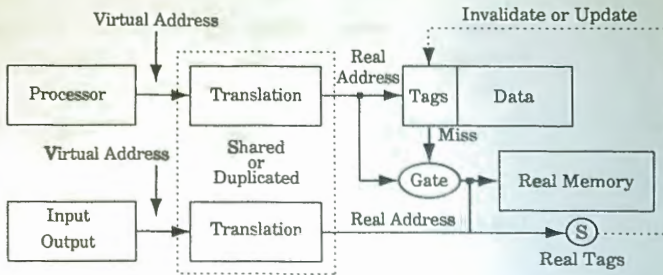 Invalidate or Update
Virtual Address
Real
Address
Processor
Translation
Tags
Data
Miss
Shared
or
Duplicated
Virtual Address
Gate
Real Memory
Input
Output
Translation
Real Address
S
Real Tags